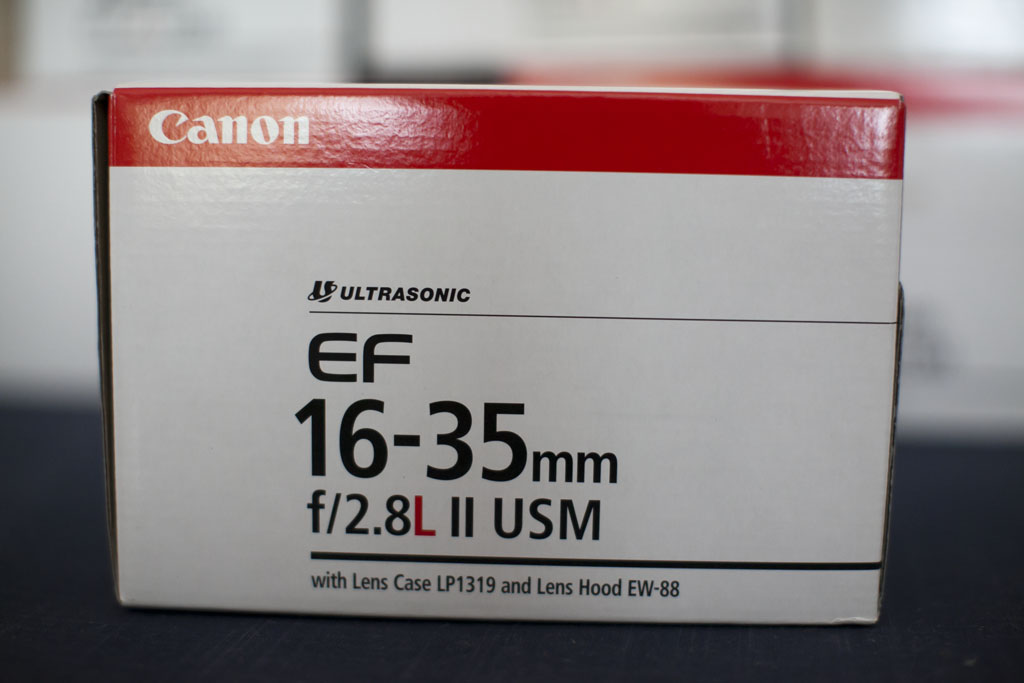 Canon
ULTRASONIC
EF
16-35mm
f/2.8L II USM
with Lens Case LP1319 and Lens Hood EW-88